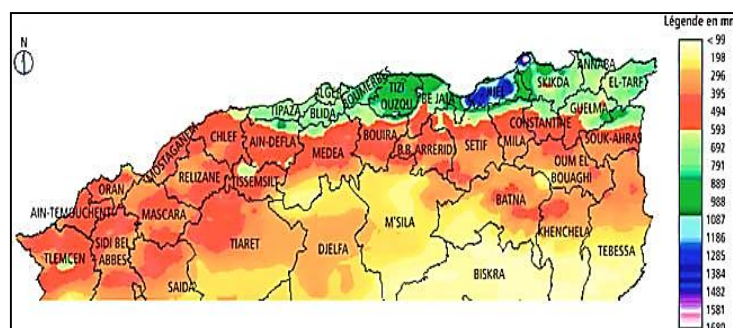 Légende en mm
N
< 99
198
296
395
494
593
692
791
889
988
1087
1186
1285
1384
1482
1581
1680
ANNABA
SKIKDA
EL-TARF
ALGER
BOUMERDES
TIZI
OUZOU
BEJAIA
JIJEL
TIPAZA
BLIDA
GUELMA
CONSTANTINE
SOUK-AHRAS
MOSTAGANEM
CHLEF
AIN-DEFLA
MEDEA
BOUIRA
B.B.ARRERIDJ
SETIF
MILA
OUM EL
BOUAGHI
ORAN
RELIZANE
TISSEMSILT
AIN-TEMBUCHENT
MASCARA
M'SILA
BATNA
KHENCHELA
TLEMCEN
SIDI BEL
ABBES
TIARET
DJELFA
TEBESSA
SAIDA
BISKRA